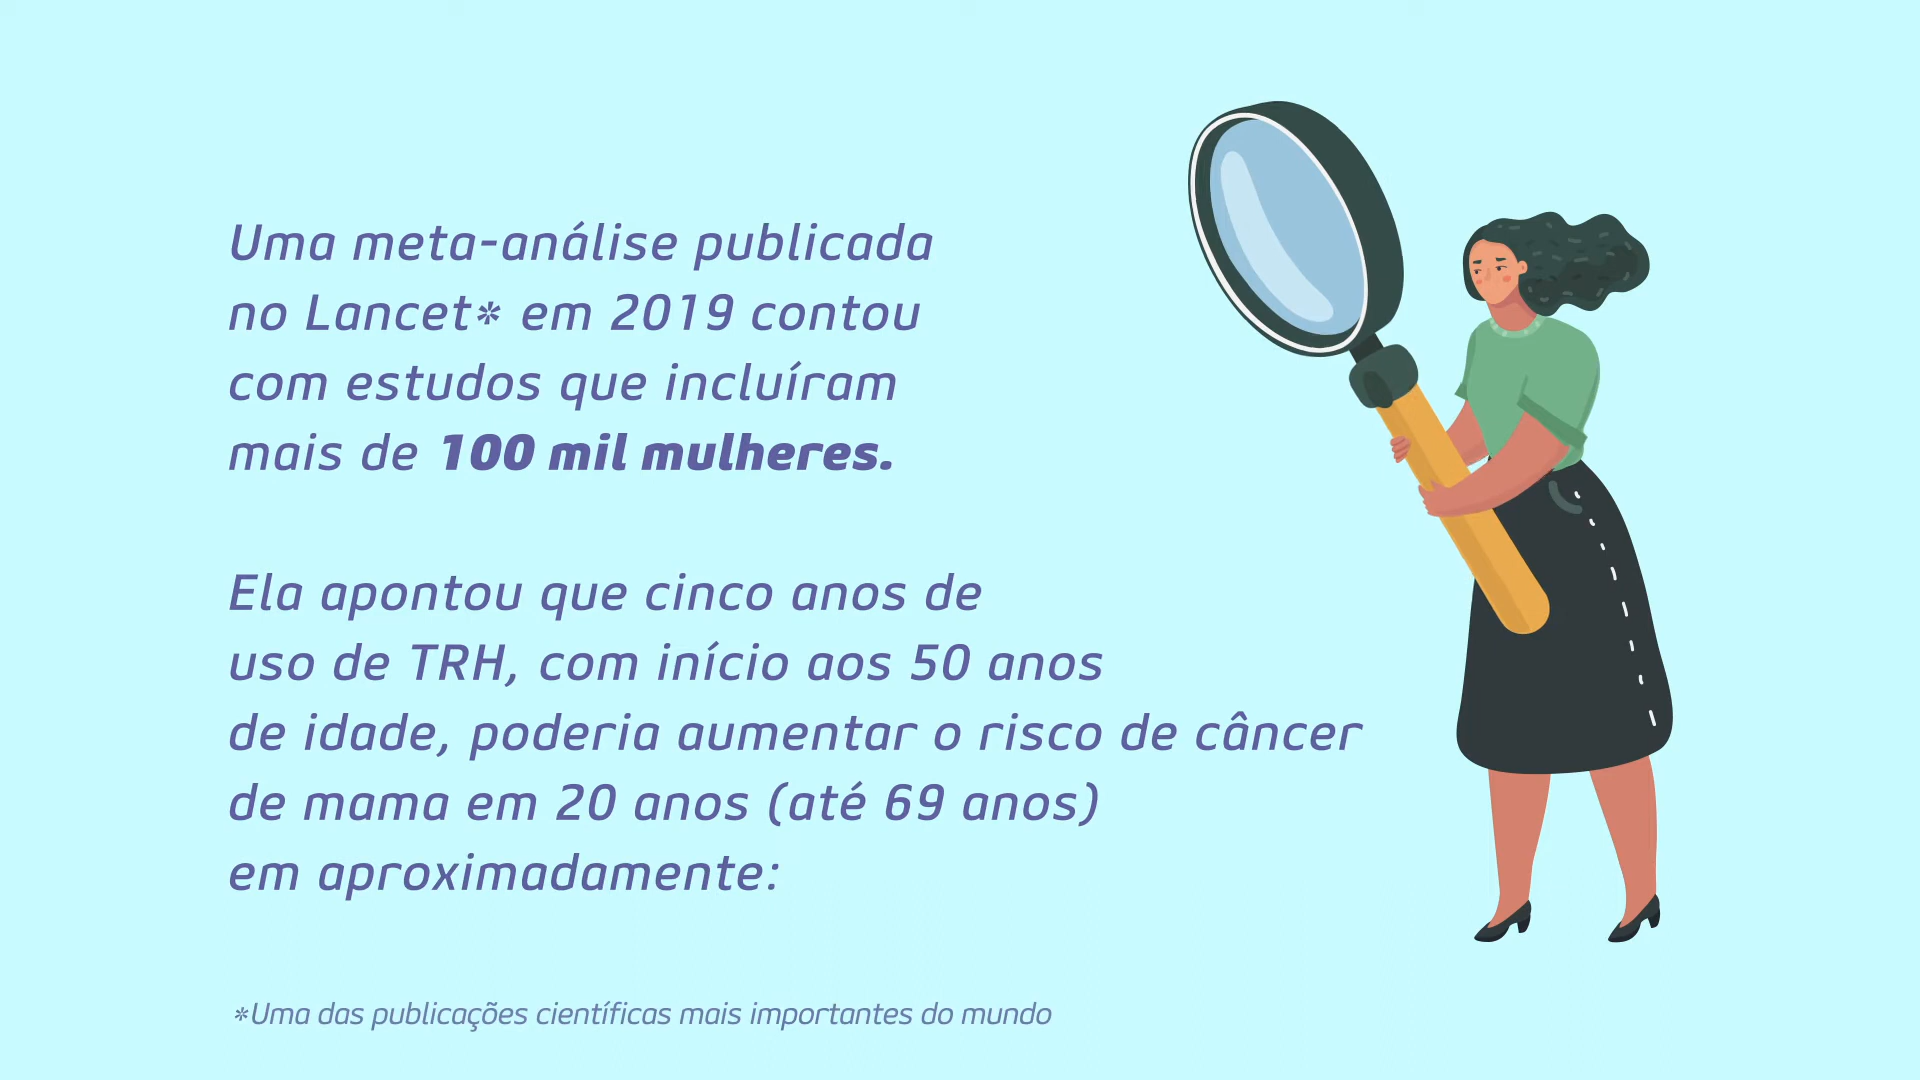 Uma meta-análise publicada
no Lancet* em 2019 contou
com estudos que incluíram
mais de 100 mil mulheres.
Ela apontou que cinco anos de
uso de TRH, com início aos 50 anos
de idade, poderia aumentar o risco de câncer
de mama em 20 anos (até 69 anos)
em aproximadamente:
*Uma das publicações científicas mais importantes do mundo